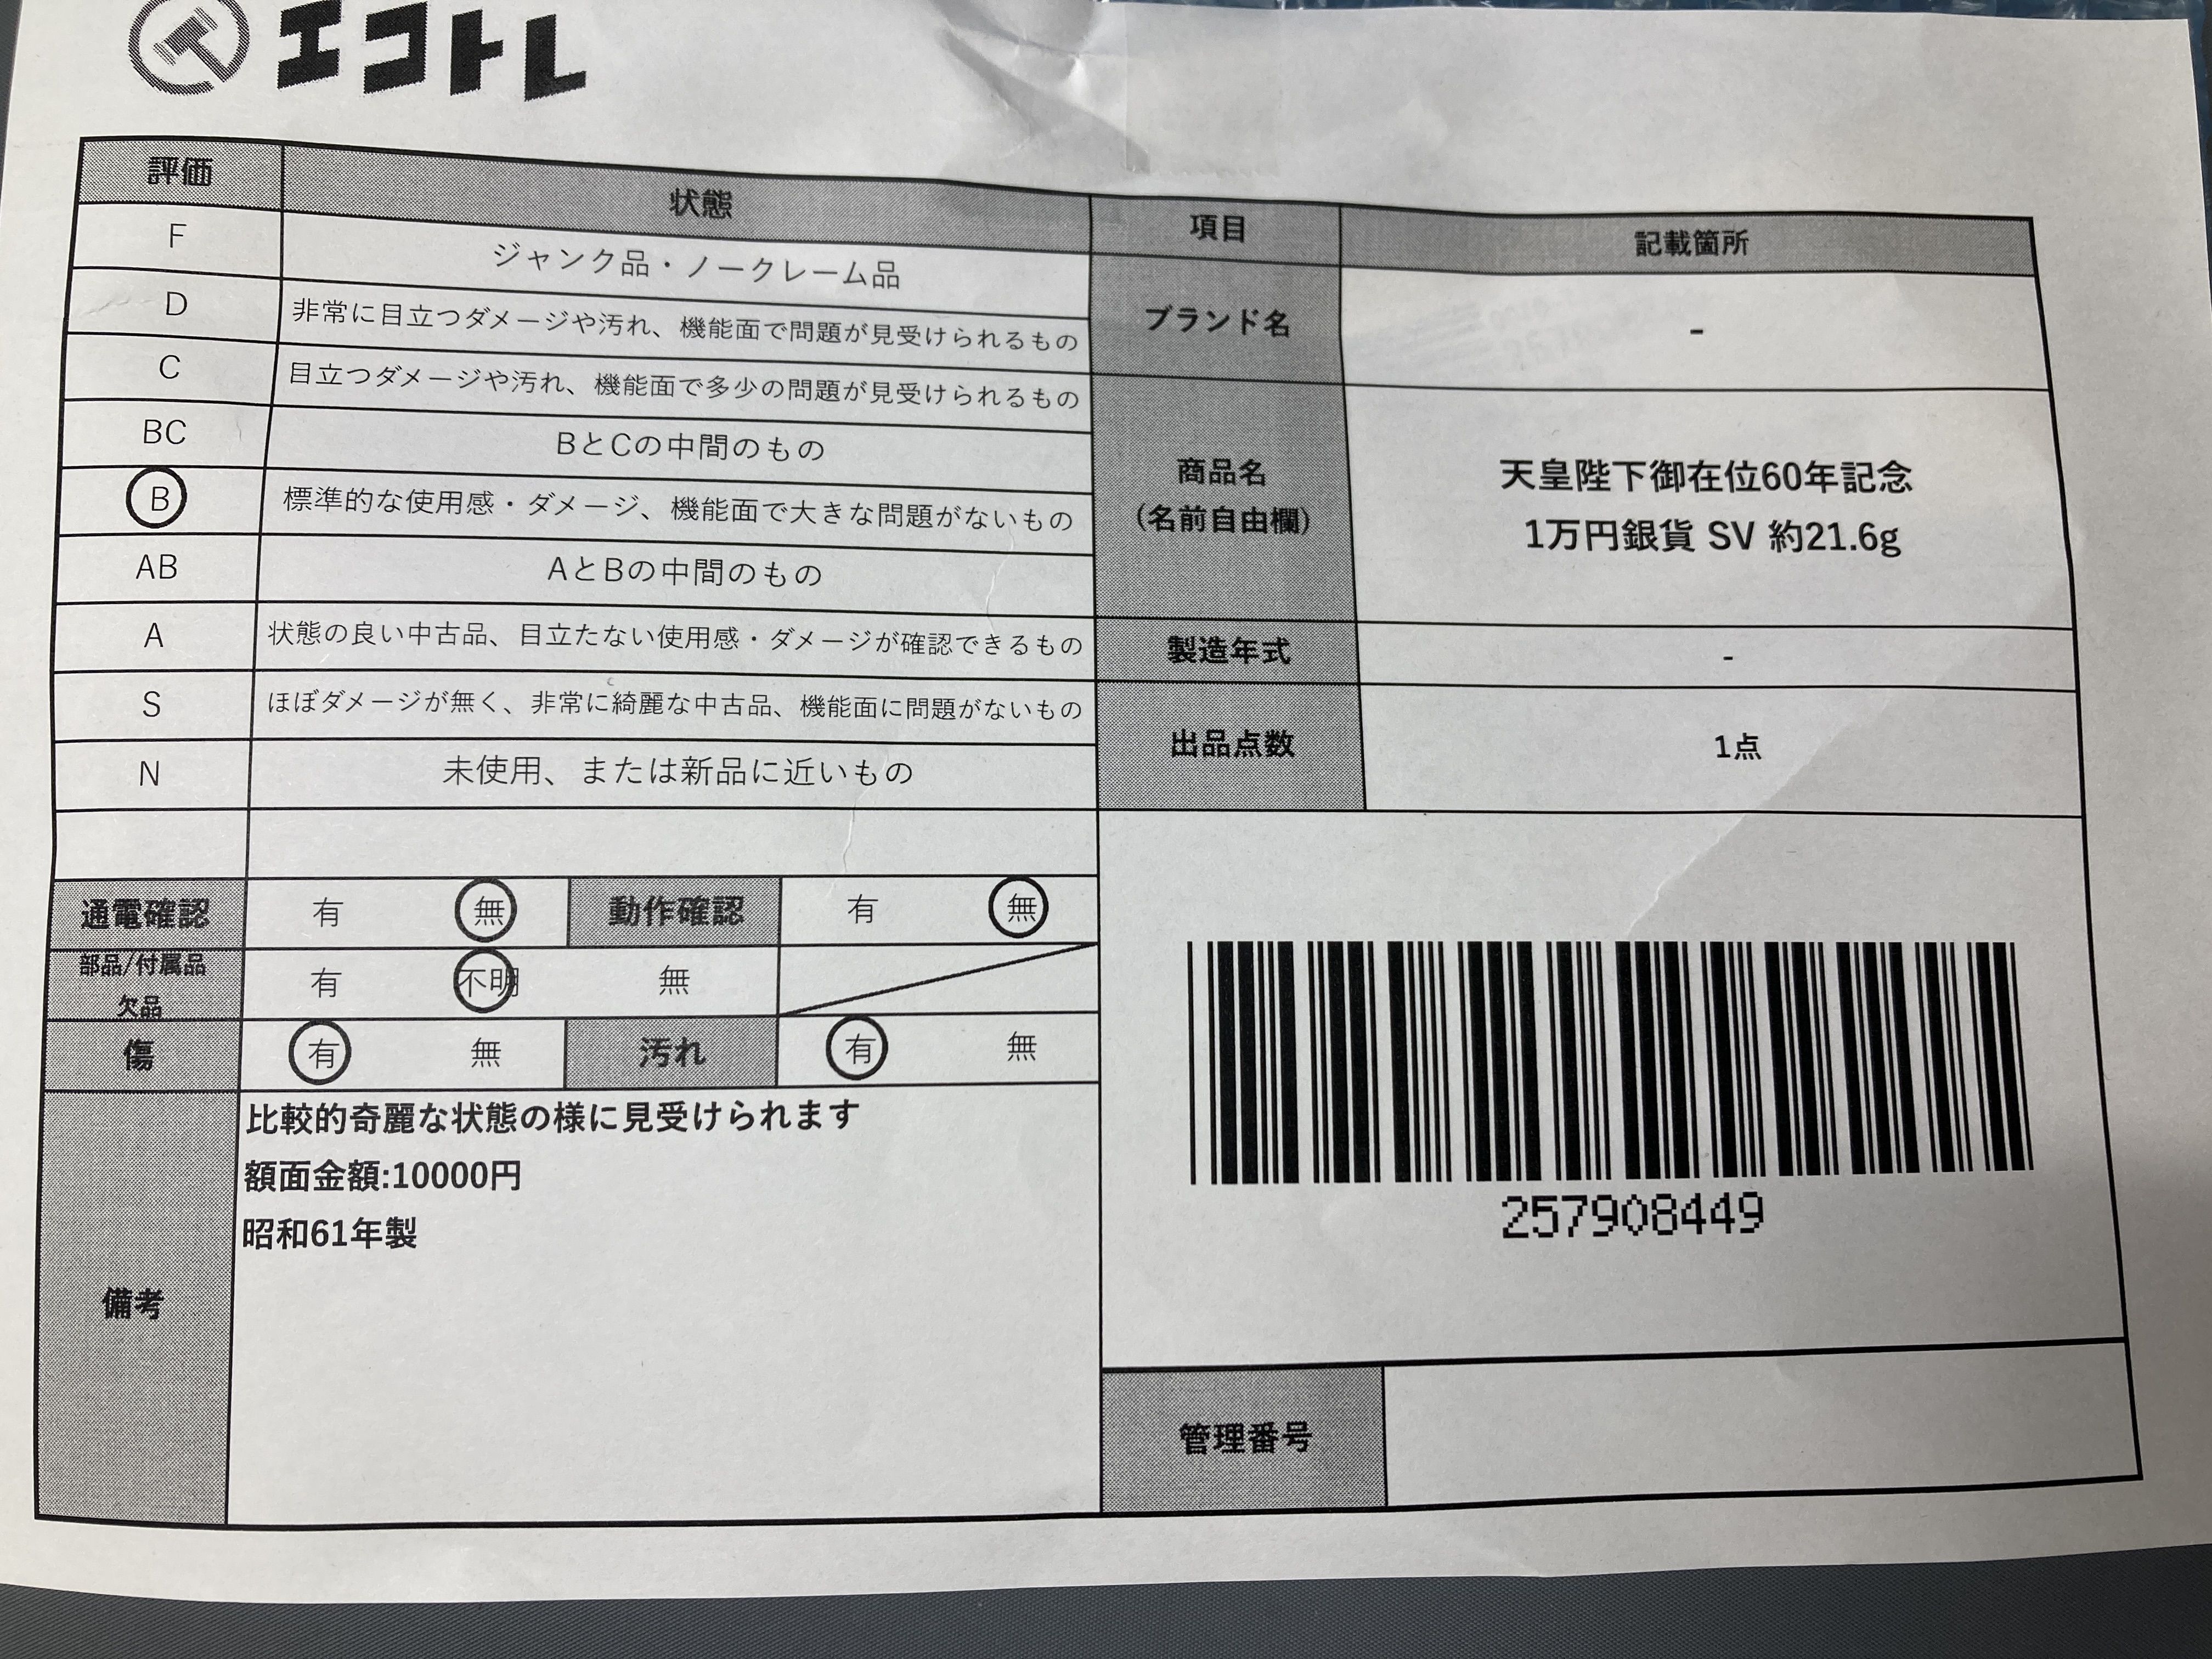 エコトレ
評価 状態
F ジャンク品・ノークレーム品
D 非常に目立つダメージや汚れ、機能面で問題が見受けられるもの
C 目立つダメージや汚れ、機能面で多少の問題が見受けられるもの
BC BとCの中間のもの
B 標準的な使用感・ダメージ、機能面で大きな問題がないもの
AB AとBの中間のもの
A 状態の良い中古品、目立たない使用感・ダメージが確認できるもの
S ほぼダメージが無く、非常に綺麗な中古品、機能面に問題がないもの
N 未使用、または新品に近いもの
通電確認 有 無 動作確認 有 無
部品/付属品
欠品 有 不明 無
傷 有 無 汚れ 有 無
備考
比較的奇麗な状態の様に見受けられます
額面金額:10000円
昭和61年製
項目 記載箇所
ブランド名 -
商品名
(名前自由欄)
天皇陛下御在位60年記念
1万円銀貨 SV 約21.6g
製造年式 -
出品点数 1点
257908449
管理番号